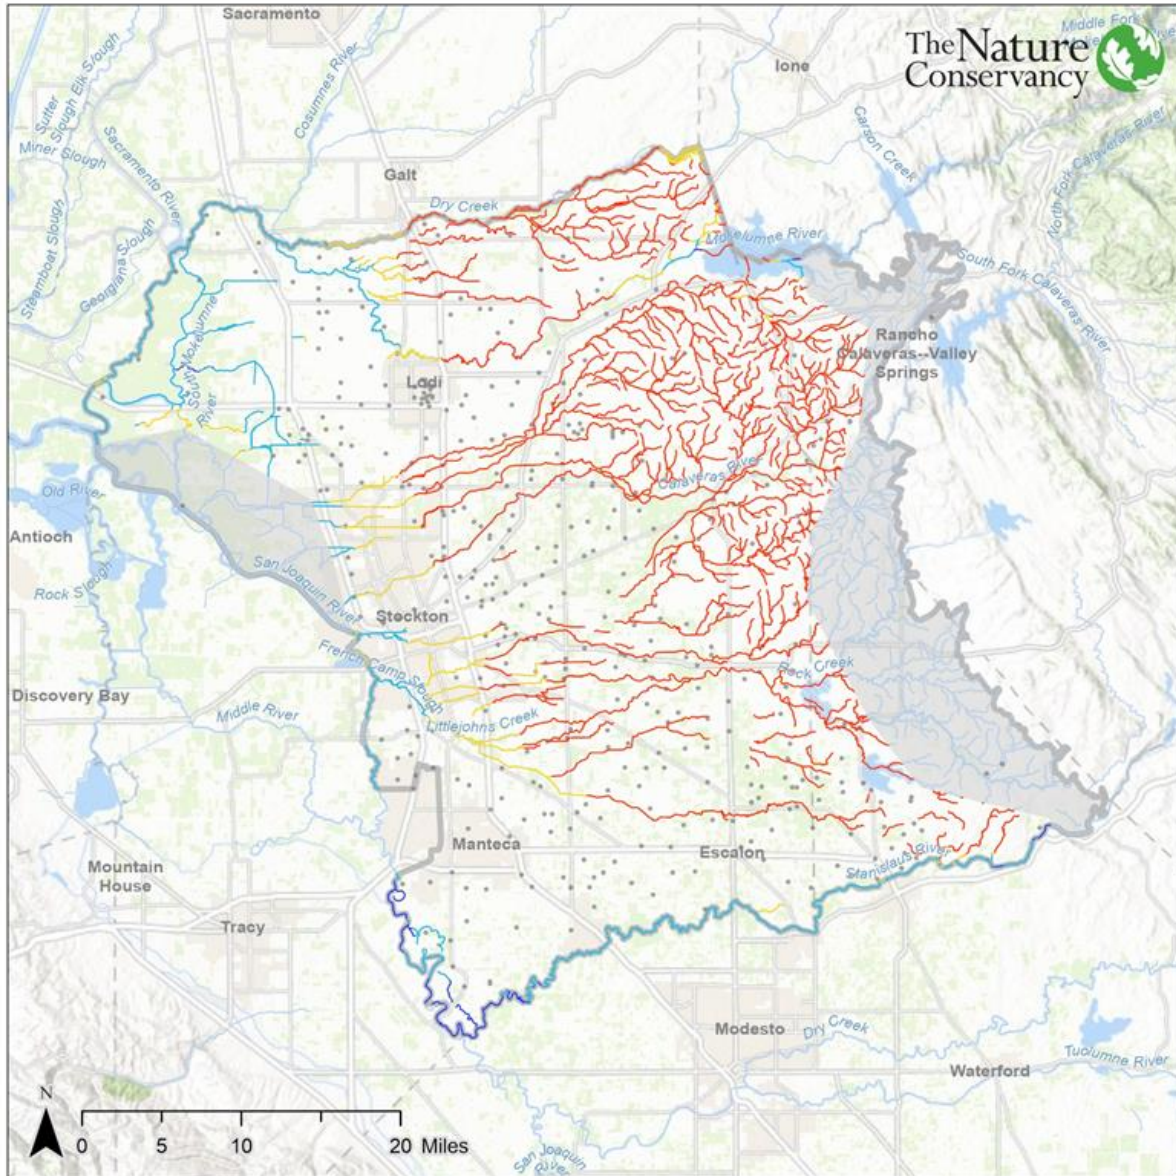 Sacramento
Middle Fork
The Nature
Conservancy
Ione
Cosumnes River
Elk Slough
Sutter
Slough
Miner Slough
Sacramento River
Carson Creek
North Fork Calaveras River
Galt
Dry Creek
Steamboat Slough
Georgiana Slough
Mokelumne River
South Fork Calaveras River
South Mokelumne
River
Rancho
Calaveras--Valley
Springs
Lodi
Calaveras River
Old River
Antioch
San Joaquin River
Rock Slough
Stockton
French Camp Slough
Rock Creek
Discovery Bay
Middle River
Littlejohns Creek
Manteca
Escalon
Stanislaus River
Mountain
House
Tracy
Modesto
Dry Creek
Tuolumne River
Waterford
N
0 5 10 20 Miles
San Joaquin
River